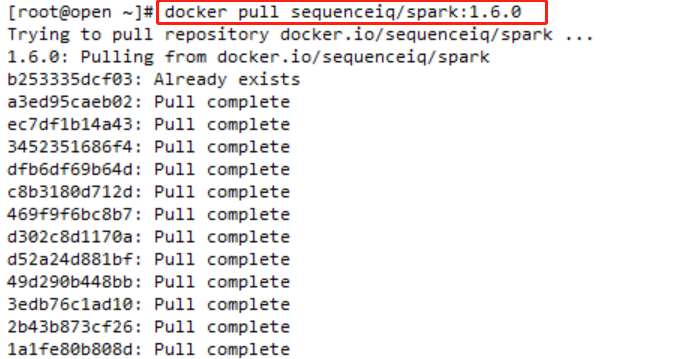 [root@open ~]# docker pull sequenceiq/spark:1.6.0
Trying to pull repository docker.io/sequenceiq/spark ...
1.6.0: Pulling from docker.io/sequenceiq/spark
b253335dcf03: Already exists
a3ed95caeb02: Pull complete
ec7df1b14a43: Pull complete
3452351686f4: Pull complete
dfb6df69b64d: Pull complete
c8b3180d712d: Pull complete
469f9f6bc8b7: Pull complete
d302c8d1170a: Pull complete
d52a24d881bf: Pull complete
49d290b448bb: Pull complete
3edb76c1ad10: Pull complete
2b43b873cf26: Pull complete
1a1fe80b808d: Pull complete